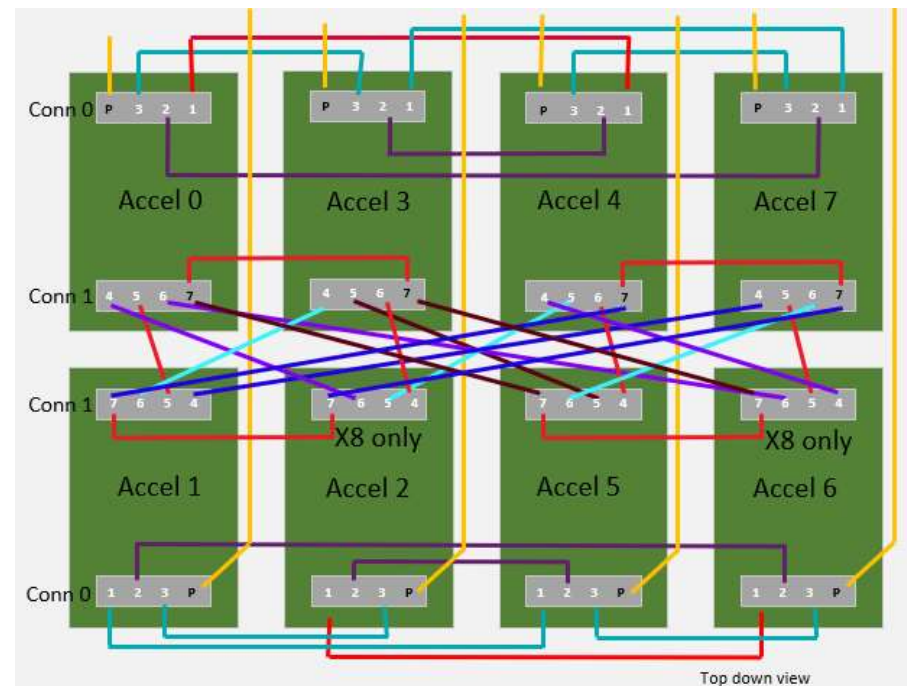 Conn 0 P 3 2 1 P 3 2 1 P 3 2 1 P 3 2 1
Accel 0 Accel 3 Accel 4 Accel 7
Conn 1 4 5 6 7 4 5 6 7 4 5 6 7 4 5 6 7
Conn 1 7 6 5 4 7 6 5 4 7 6 5 4 7 6 5 4
X8 only X8 only
Accel 1 Accel 2 Accel 5 Accel 6
Conn 0 1 2 3 P 1 2 3 P 1 2 3 P 1 2 3 P
Top down view